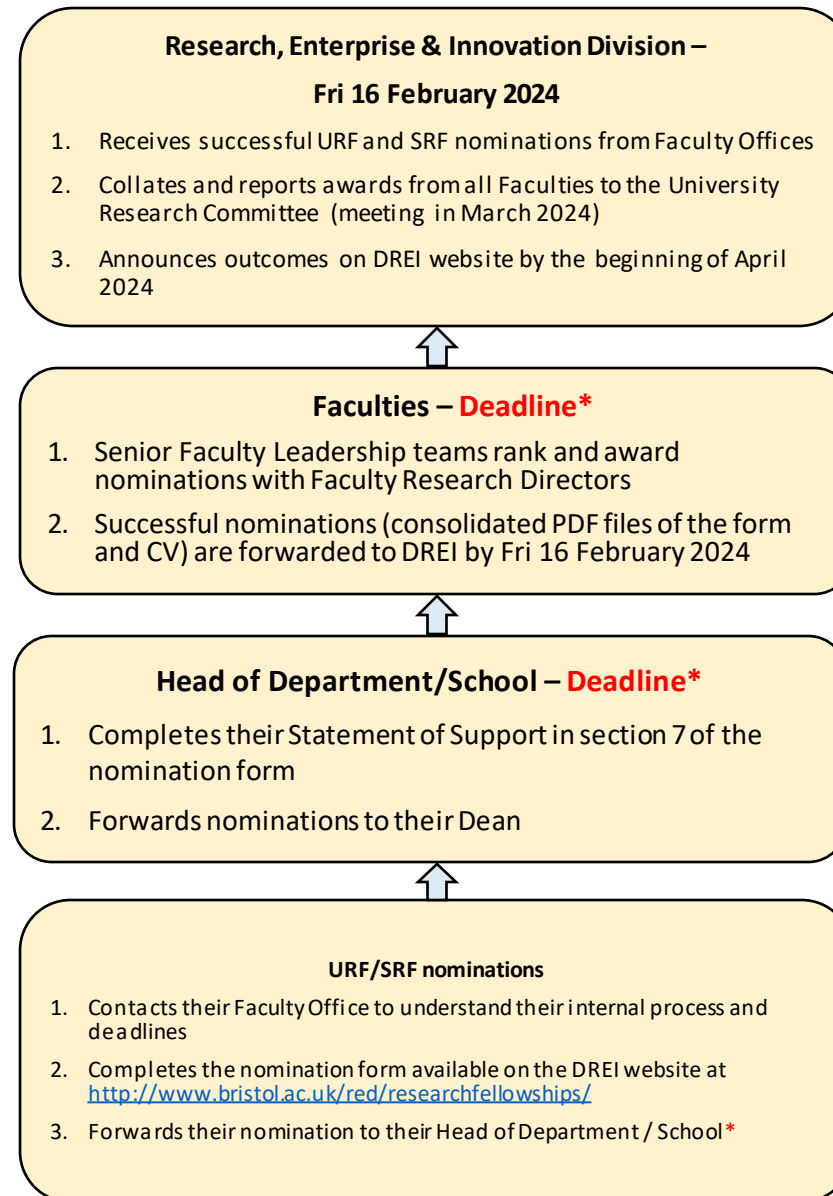 Research, Enterprise & Innovation Division –
Fri 16 February 2024
1. Receives successful URF and SRF nominations from Faculty Offices
2. Collates and reports awards from all Faculties to the University
Research Committee (meeting in March 2024)
3. Announces outcomes on DREI website by the beginning of April
2024
Faculties – Deadline*
1. Senior Faculty Leadership teams rank and award
nominations with Faculty Research Directors
2. Successful nominations (consolidated PDF files of the form
and CV) are forwarded to DREI by Fri 16 February 2024
Head of Department/School – Deadline*
1. Completes their Statement of Support in section 7 of the
nomination form
2. Forwards nominations to their Dean
URF/SRF nominations
1. Contacts their Faculty Office to understand their internal process and
deadlines
2. Completes the nomination form available on the DREI website at
http://www.bristol.ac.uk/red/researchfellowships/
3. Forwards their nomination to their Head of Department / School*